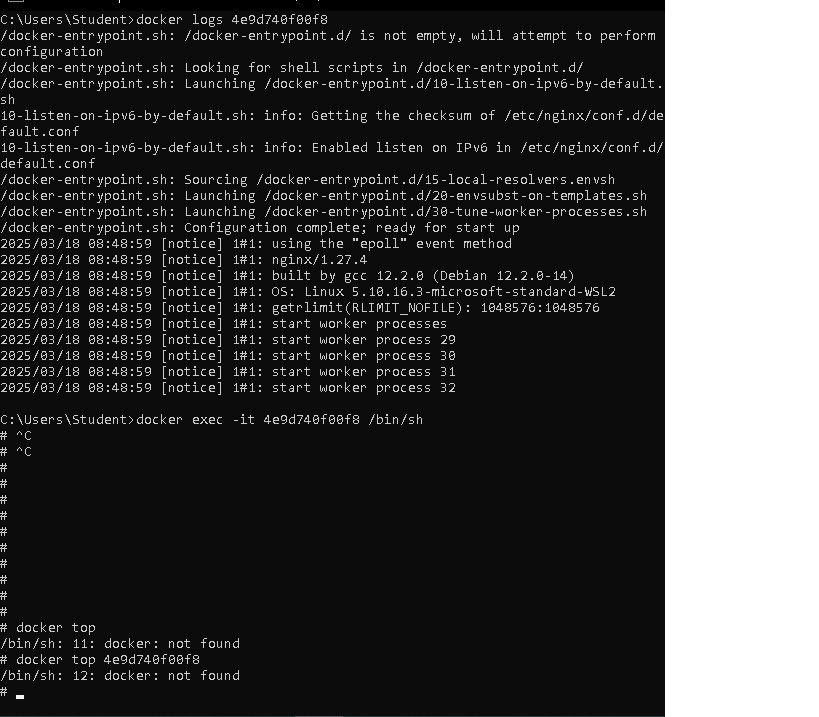 C:\Users\Student>docker logs 4e9d740f00f8
/docker-entrypoint.sh: /docker-entrypoint.d/ is not empty, will attempt to perform
configuration
/docker-entrypoint.sh: Looking for shell scripts in /docker-entrypoint.d/
/docker-entrypoint.sh: Launching /docker-entrypoint.d/10-listen-on-ipv6-by-default.
sh
10-listen-on-ipv6-by-default.sh: info: Getting the checksum of /etc/nginx/conf.d/de
fault.conf
10-listen-on-ipv6-by-default.sh: info: Enabled listen on IPv6 in /etc/nginx/conf.d/
default.conf
/docker-entrypoint.sh: Sourcing /docker-entrypoint.d/15-local-resolvers.envsh
/docker-entrypoint.sh: Launching /docker-entrypoint.d/20-envsubst-on-templates.sh
/docker-entrypoint.sh: Launching /docker-entrypoint.d/30-tune-worker-processes.sh
/docker-entrypoint.sh: Configuration complete; ready for start up
2025/03/18 08:48:59 [notice] 1#1: using the "epoll" event method
2025/03/18 08:48:59 [notice] 1#1: nginx/1.27.4
2025/03/18 08:48:59 [notice] 1#1: built by gcc 12.2.0 (Debian 12.2.0-14)
2025/03/18 08:48:59 [notice] 1#1: OS: Linux 5.10.16.3-microsoft-standard-WSL2
2025/03/18 08:48:59 [notice] 1#1: getrlimit(RLIMIT_NOFILE): 1048576:1048576
2025/03/18 08:48:59 [notice] 1#1: start worker processes
2025/03/18 08:48:59 [notice] 1#1: start worker process 29
2025/03/18 08:48:59 [notice] 1#1: start worker process 30
2025/03/18 08:48:59 [notice] 1#1: start worker process 31
2025/03/18 08:48:59 [notice] 1#1: start worker process 32
C:\Users\Student>docker exec -it 4e9d740f00f8 /bin/sh
# ^C
# ^C
#
#
#
#
#
#
#
#
#
#
# docker top
/bin/sh: 11: docker: not found
# docker top 4e9d740f00f8
/bin/sh: 12: docker: not found
#